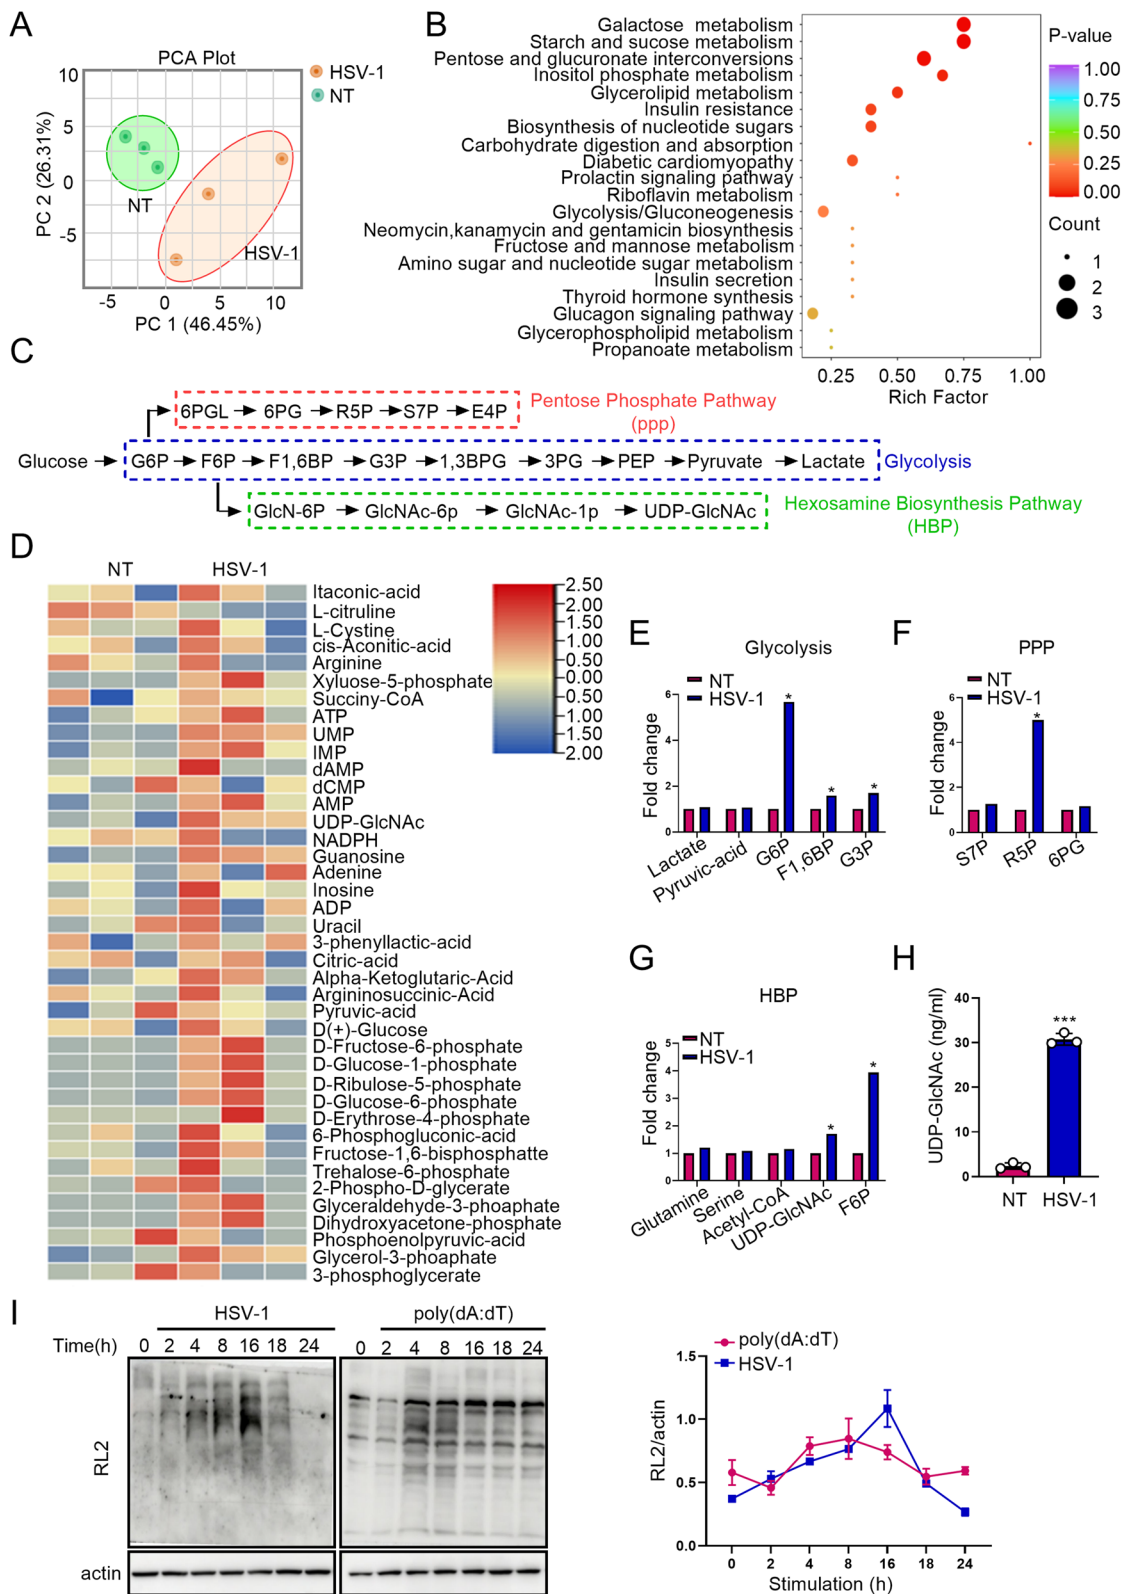 A
PCA Plot
10
5
0
-5
-5 0 5 10
PC 2 (26.31%)
PC 1 (46.45%)
NT
HSV-1
HSV-1
NT
B
Galactose metabolism
Starch and sucose metabolism
Pentose and glucuronate interconversions
Inositol phosphate metabolism
Glycerolipid metabolism
Insulin resistance
Biosynthesis of nucleotide sugars
Carbohydrate digestion and absorption
Diabetic cardiomyopathy
Prolactin signaling pathway
Riboflavin metabolism
Glycolysis/Gluconeogenesis
Neomycin,kanamycin and gentamicin biosynthesis
Fructose and mannose metabolism
Amino sugar and nucleotide sugar metabolism
Insulin secretion
Thyroid hormone synthesis
Glucagon signaling pathway
Glycerophospholipid metabolism
Propanoate metabolism
0.25 0.50 0.75 1.00
Rich Factor
P-value
1.00
0.75
0.50
0.25
0.00
Count
1
2
3
C
6PGL 6PG R5P S7P E4P
Pentose Phosphate Pathway
(ppp)
Glucose G6P F6P F1,6BP G3P 1,3BPG 3PG PEP Pyruvate Lactate Glycolysis
GlcN-6P GlcNAc-6p GlcNAc-1p UDP-GlcNAc
Hexosamine Biosynthesis Pathway
(HBP)
D
NT HSV-1
Itaconic-acid
L-citruline
L-Cystine
cis-Aconitic-acid
Arginine
Xyluose-5-phosphate
Succiny-CoA
ATP
UMP
IMP
dAMP
dCMP
AMP
UDP-GlcNAc
NADPH
Guanosine
Adenine
Inosine
ADP
Uracil
3-phenyllactic-acid
Citric-acid
Alpha-Ketoglutaric-Acid
Argininosuccinic-Acid
Pyruvic-acid
D(+)-Glucose
D-Fructose-6-phosphate
D-Glucose-1-phosphate
D-Ribulose-5-phosphate
D-Glucose-6-phosphate
D-Erythrose-4-phosphate
6-Phosphogluconic-acid
Fructose-1,6-bisphosphatte
Trehalose-6-phosphate
2-Phospho-D-glycerate
Glyceraldehyde-3-phoaphate
Dihydroxyacetone-phosphate
Phosphoenolpyruvic-acid
Glycerol-3-phoaphate
3-phosphoglycerate
2.50
2.00
1.50
1.00
0.50
0.00
0.50
1.00
1.50
2.00
E
Glycolysis
NT
HSV-1
Fold change
6
4
2
0
*
*
*
Lactate
Pyruvic-acid
G6P
F1,6BP
G3P
F
PPP
NT
HSV-1
Fold change
6
4
2
0
*
S7P
R5P
6PG
G
HBP
NT
HSV-1
Fold change
5
4
3
2
1
0
*
*
Glutamine
Serine
Acetyl-CoA
UDP-GlcNAc
F6P
H
UDP-GlcNAc (ng/ml)
40
30
20
10
0
***
NT HSV-1
I
HSV-1 poly(dA:dT)
Time(h) 0 2 4 8 16 18 24 0 2 4 8 16 18 24
RL2
actin
poly(dA:dT)
HSV-1
RL2/actin
1.5
1.0
0.5
0.0
0 2 4 8 16 18 24
Stimulation (h)